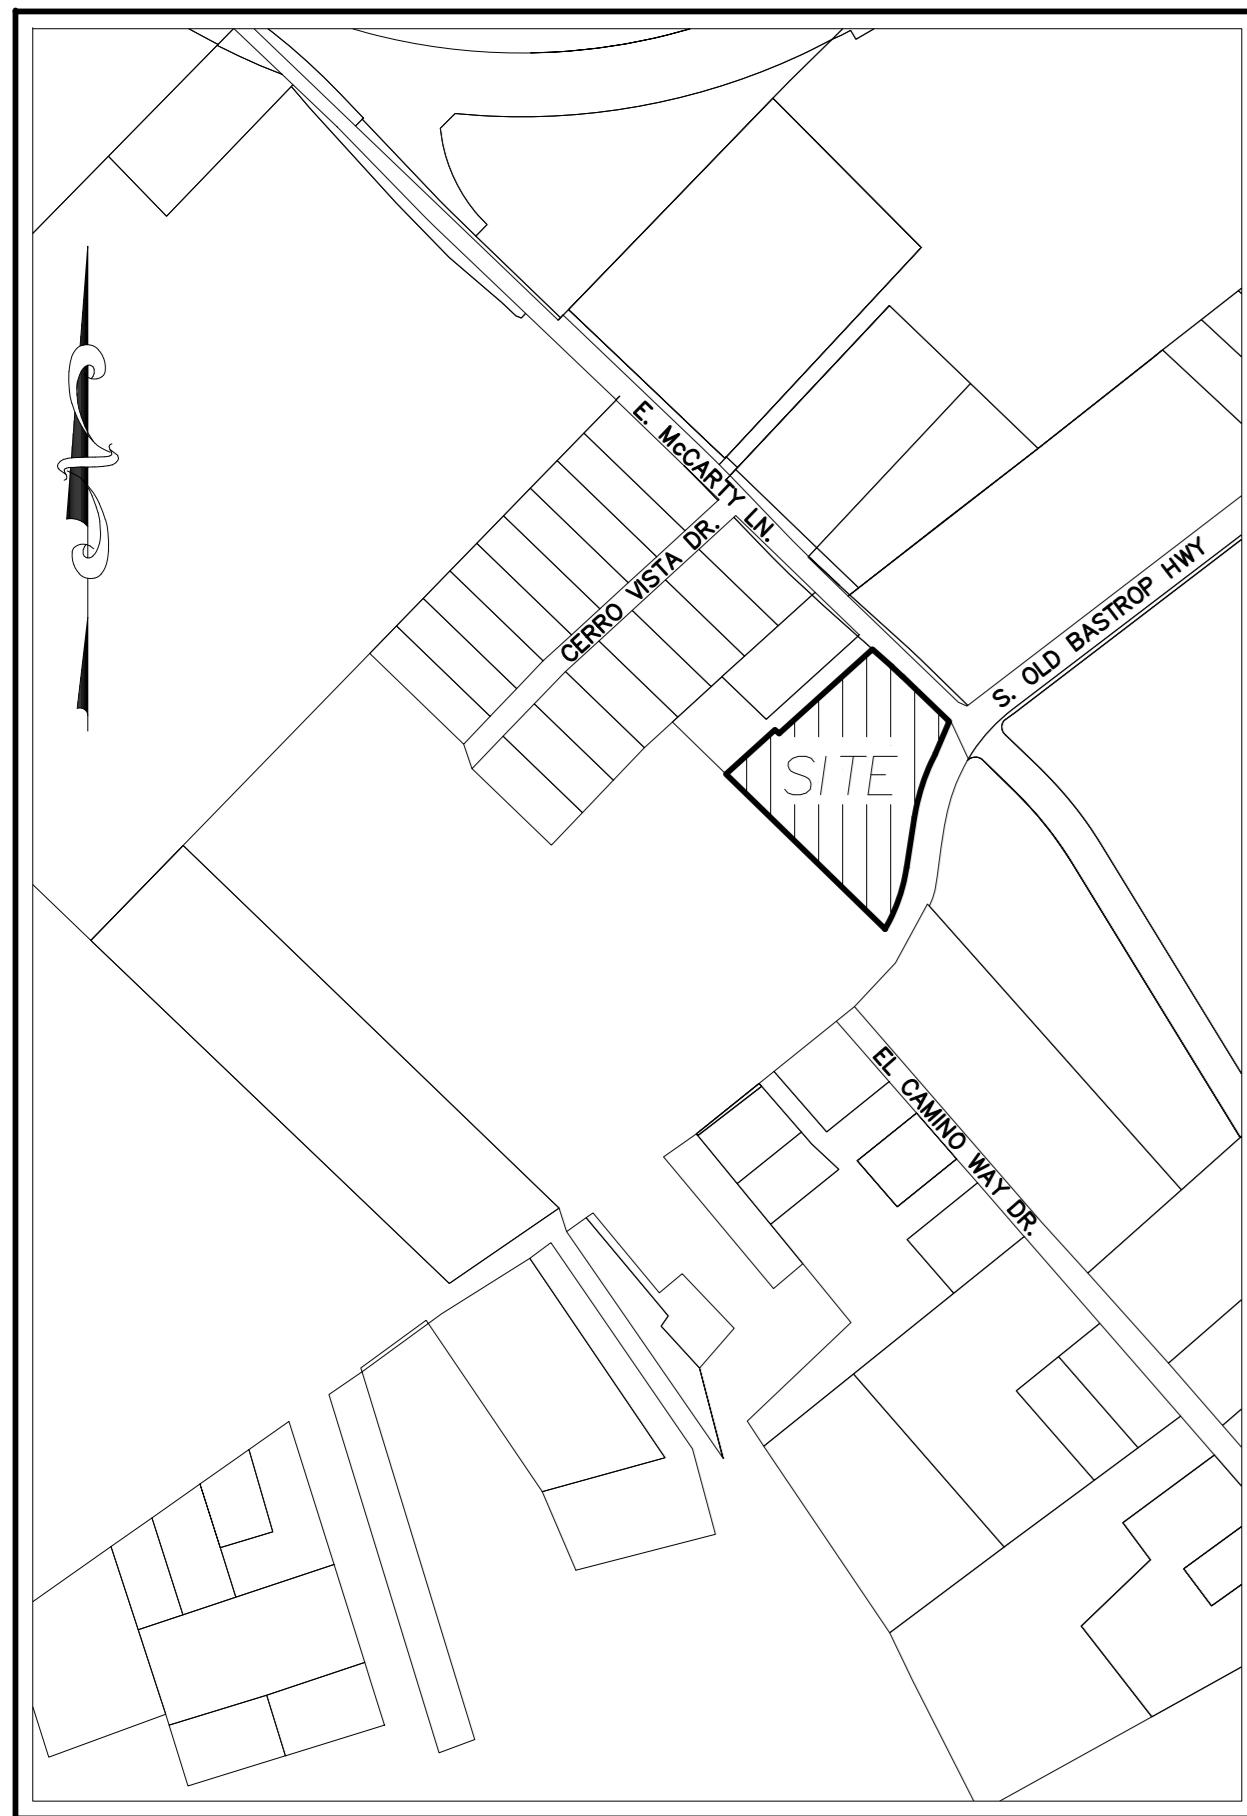 E. McCARTY LN.
CERRO VISTA DR.
S. OLD BASTROP HWY
SITE
EL CAMINO WAY DR.